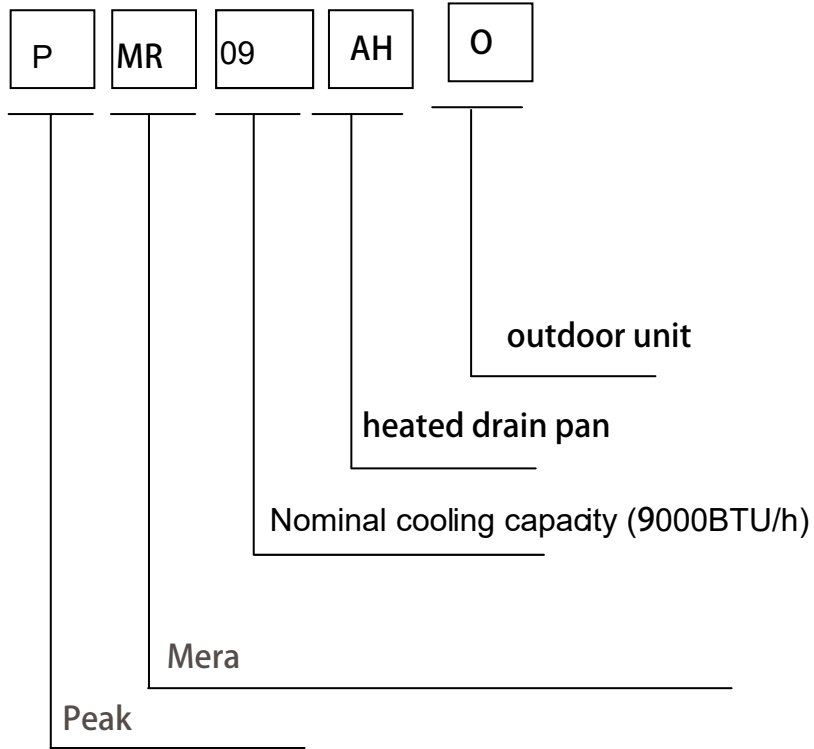 P MR 09 AH O
outdoor unit
heated drain pan
Nominal cooling capacity (9000BTU/h)
Mera
Peak